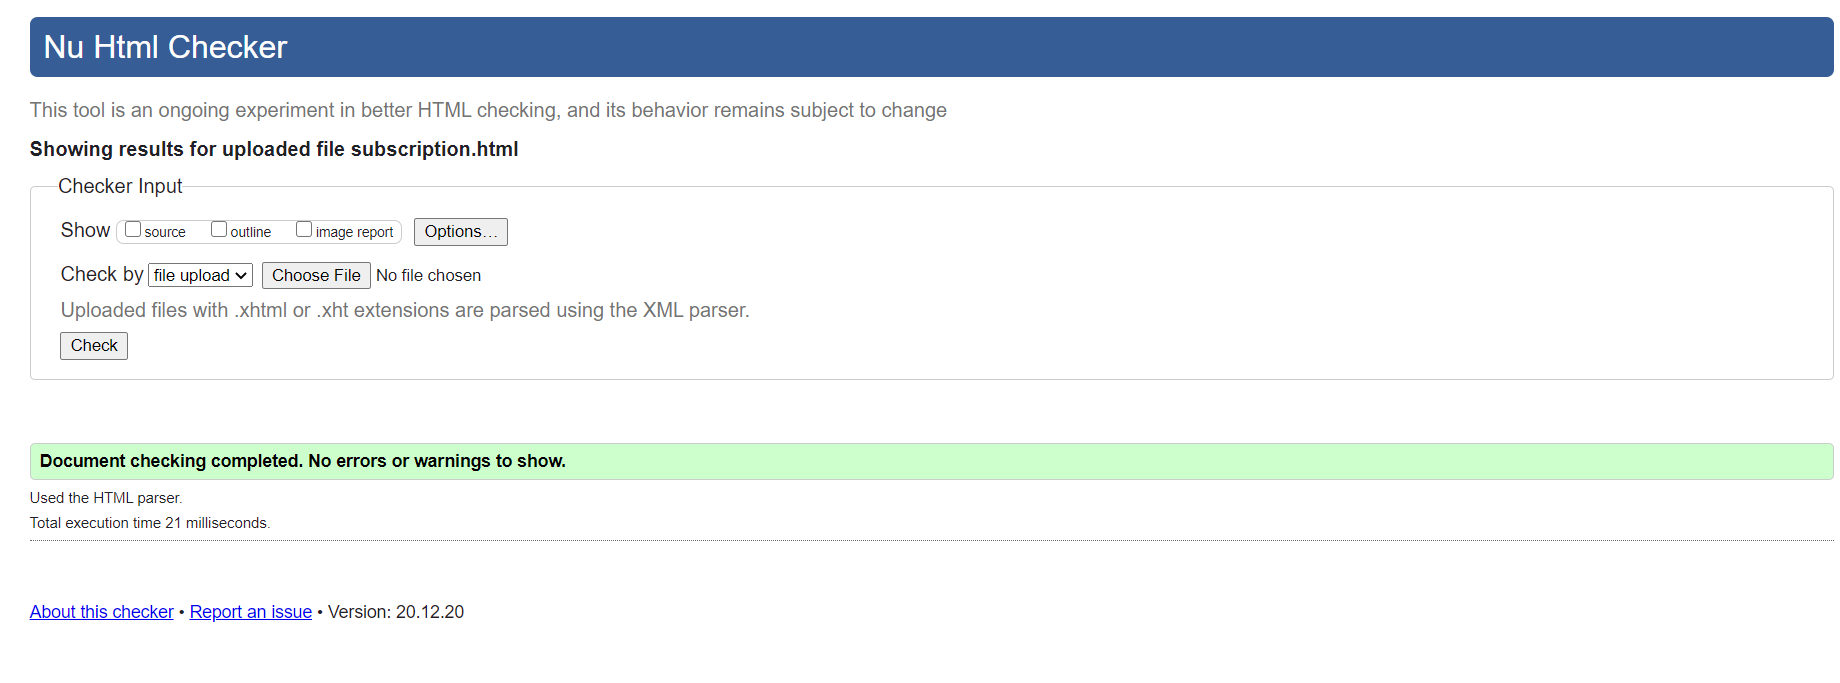 Nu Html Checker
This tool is an ongoing experiment in better HTML checking, and its behavior remains subject to change
Showing results for uploaded file subscription.html
Checker Input
Show source outline image report Options...
Check by file upload Choose File No file chosen
Uploaded files with .xhtml or .xht extensions are parsed using the XML parser.
Check
Document checking completed. No errors or warnings to show.
Used the HTML parser.
Total execution time 21 milliseconds.
About this checker • Report an issue • Version: 20.12.20